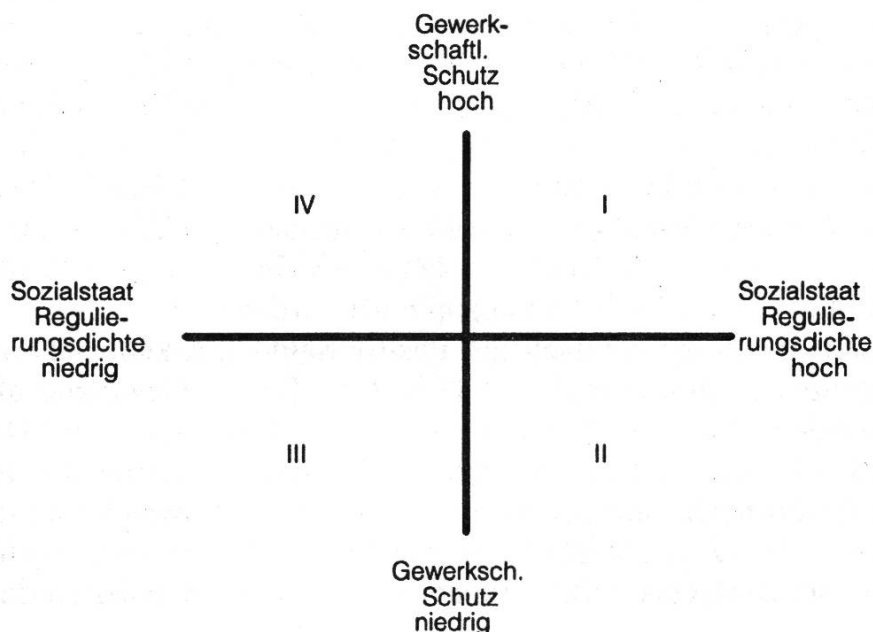 Gewerk-
schaftl.
Schutz
hoch
IV
I
Sozialstaat
Regulie-
rungsdichte
niedrig
Sozialstaat
Regulie-
rungsdichte
hoch
III
II
Gewerksch.
Schutz
niedrig